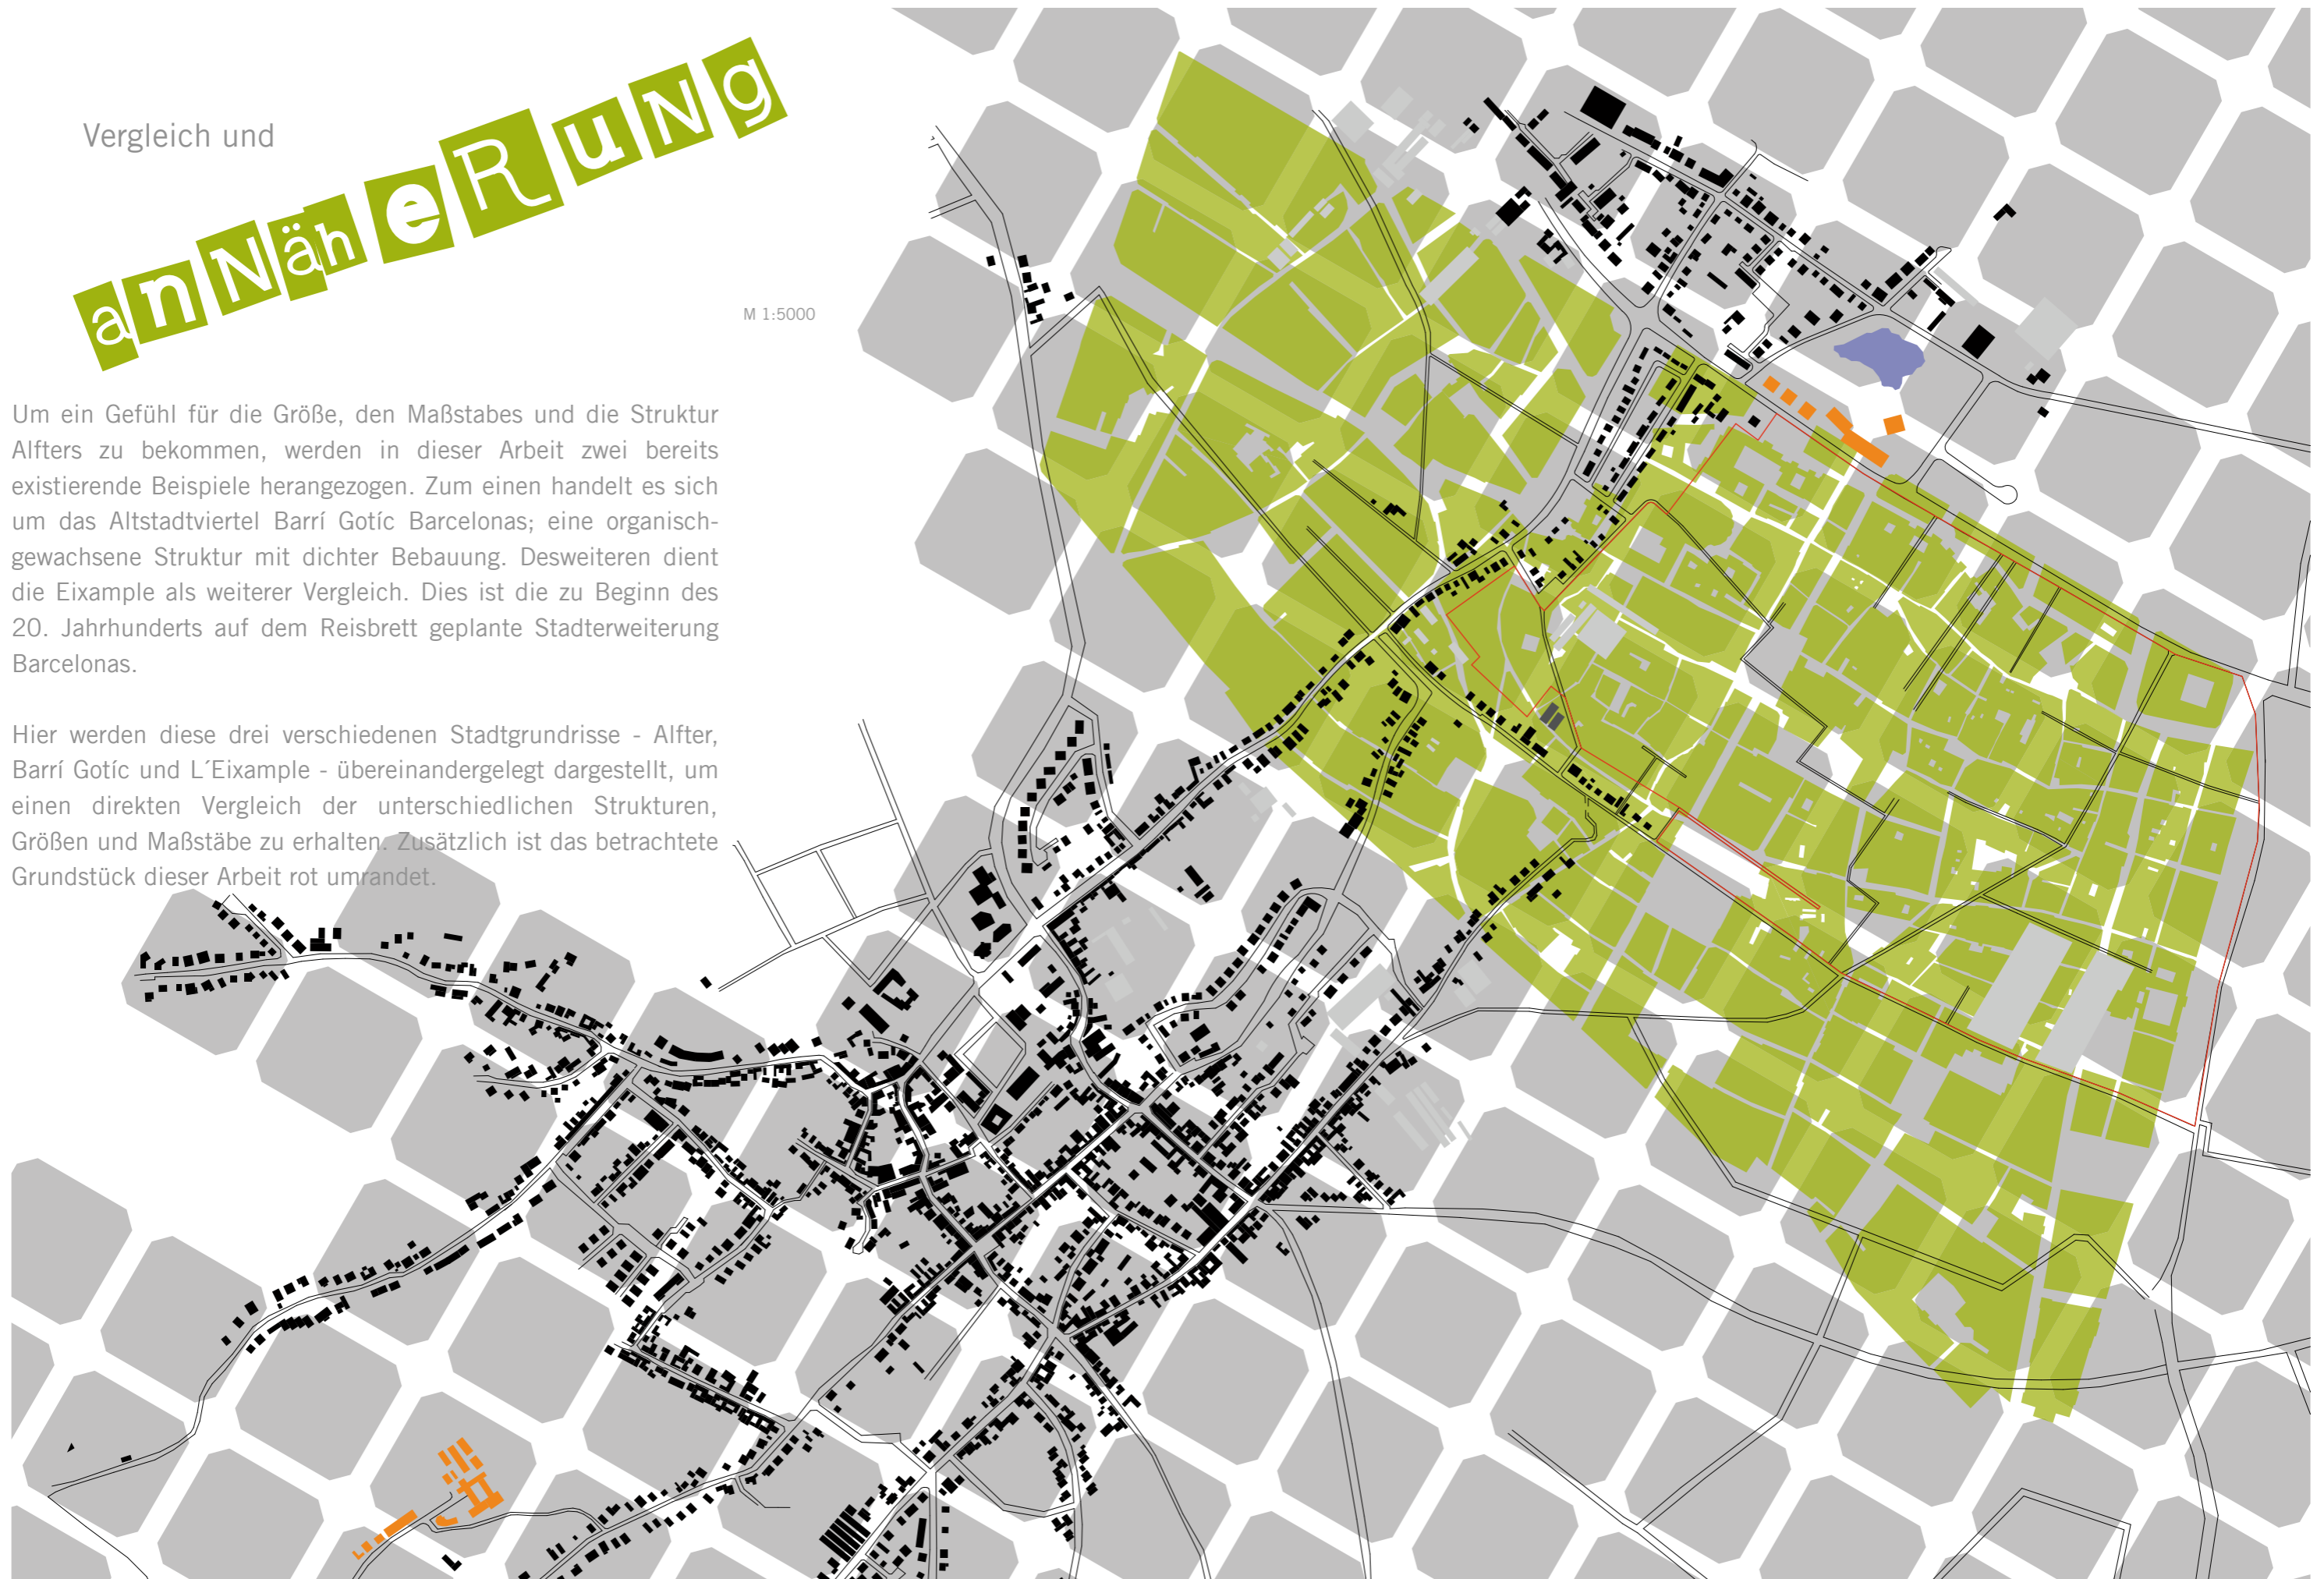 Vergleich und
anNäheRuNg
M 1:5000
Um ein Gefühl für die Größe, den Maßstabes und die Struktur
Alfters zu bekommen, werden in dieser Arbeit zwei bereits
existierende Beispiele herangezogen. Zum einen handelt es sich
um das Altstadtviertel Barrí Gotíc Barcelonas; eine organisch-
gewachsene Struktur mit dichter Bebauung. Desweiteren dient
die Eixample als weiterer Vergleich. Dies ist die zu Beginn des
20. Jahrhunderts auf dem Reisbrett geplante Stadterweiterung
Barcelonas.
Hier werden diese drei verschiedenen Stadtgrundrisse - Alfter,
Barrí Gotíc und L´Eixample - übereinandergelegt dargestellt, um
einen direkten Vergleich der unterschiedlichen Strukturen,
Größen und Maßstäbe zu erhalten. Zusätzlich ist das betrachtete
Grundstück dieser Arbeit rot umrandet.